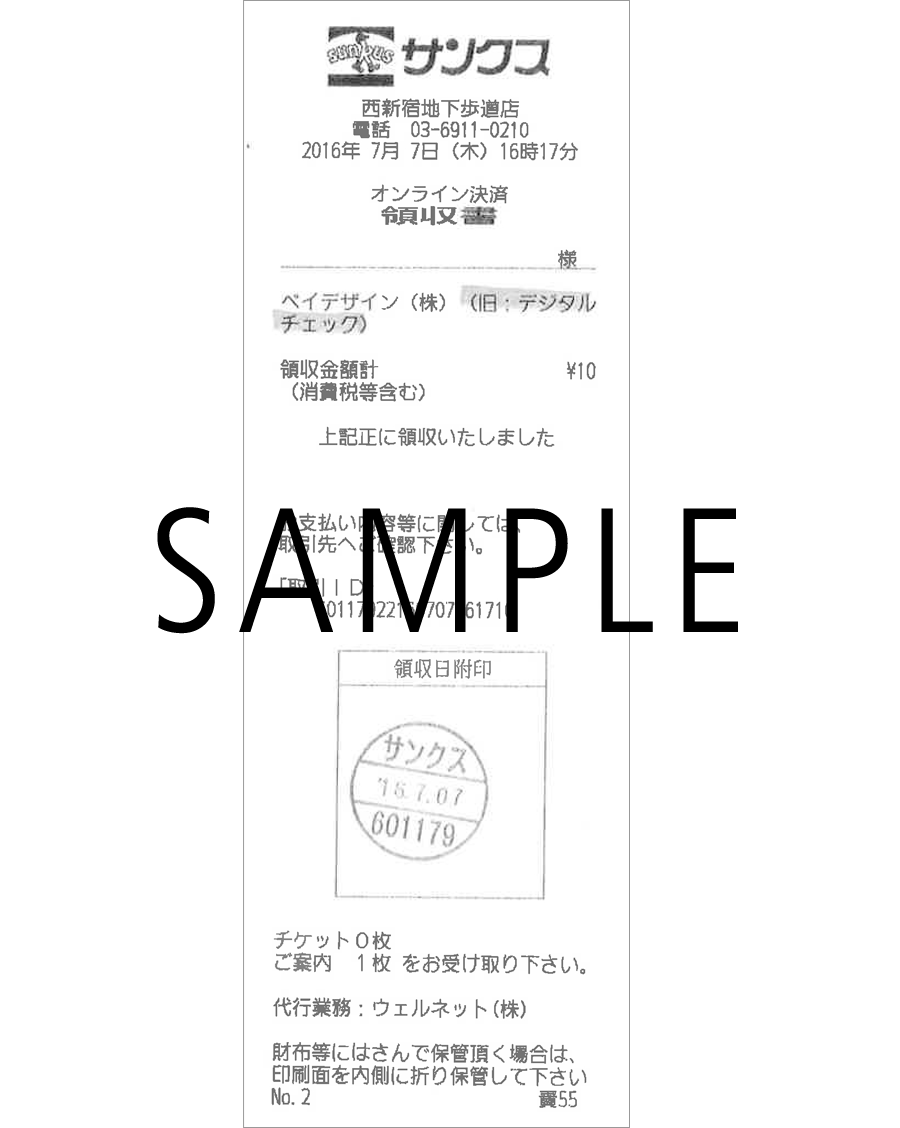 sunkus サンクス
西新宿地下歩道店
電話 03-6911-0210
2016年 7月 7日（木）16時17分
オンライン決済
領収書
様
ペイデザイン（株）（旧：デジタル
チェック）
領収金額計 ¥10
（消費税等含む）
上記正に領収いたしました
SAMPLE
支払い内容等に関しては、
取引先へご確認下さい。
「取引ID
領収日附印
サンクス
7.07
601179
チケット0枚
ご案内 1枚 をお受け取り下さい。
代行業務：ウェルネット(株)
財布等にはさんで保管頂く場合は、
印刷面を内側に折り保管して下さい
No.2 責55